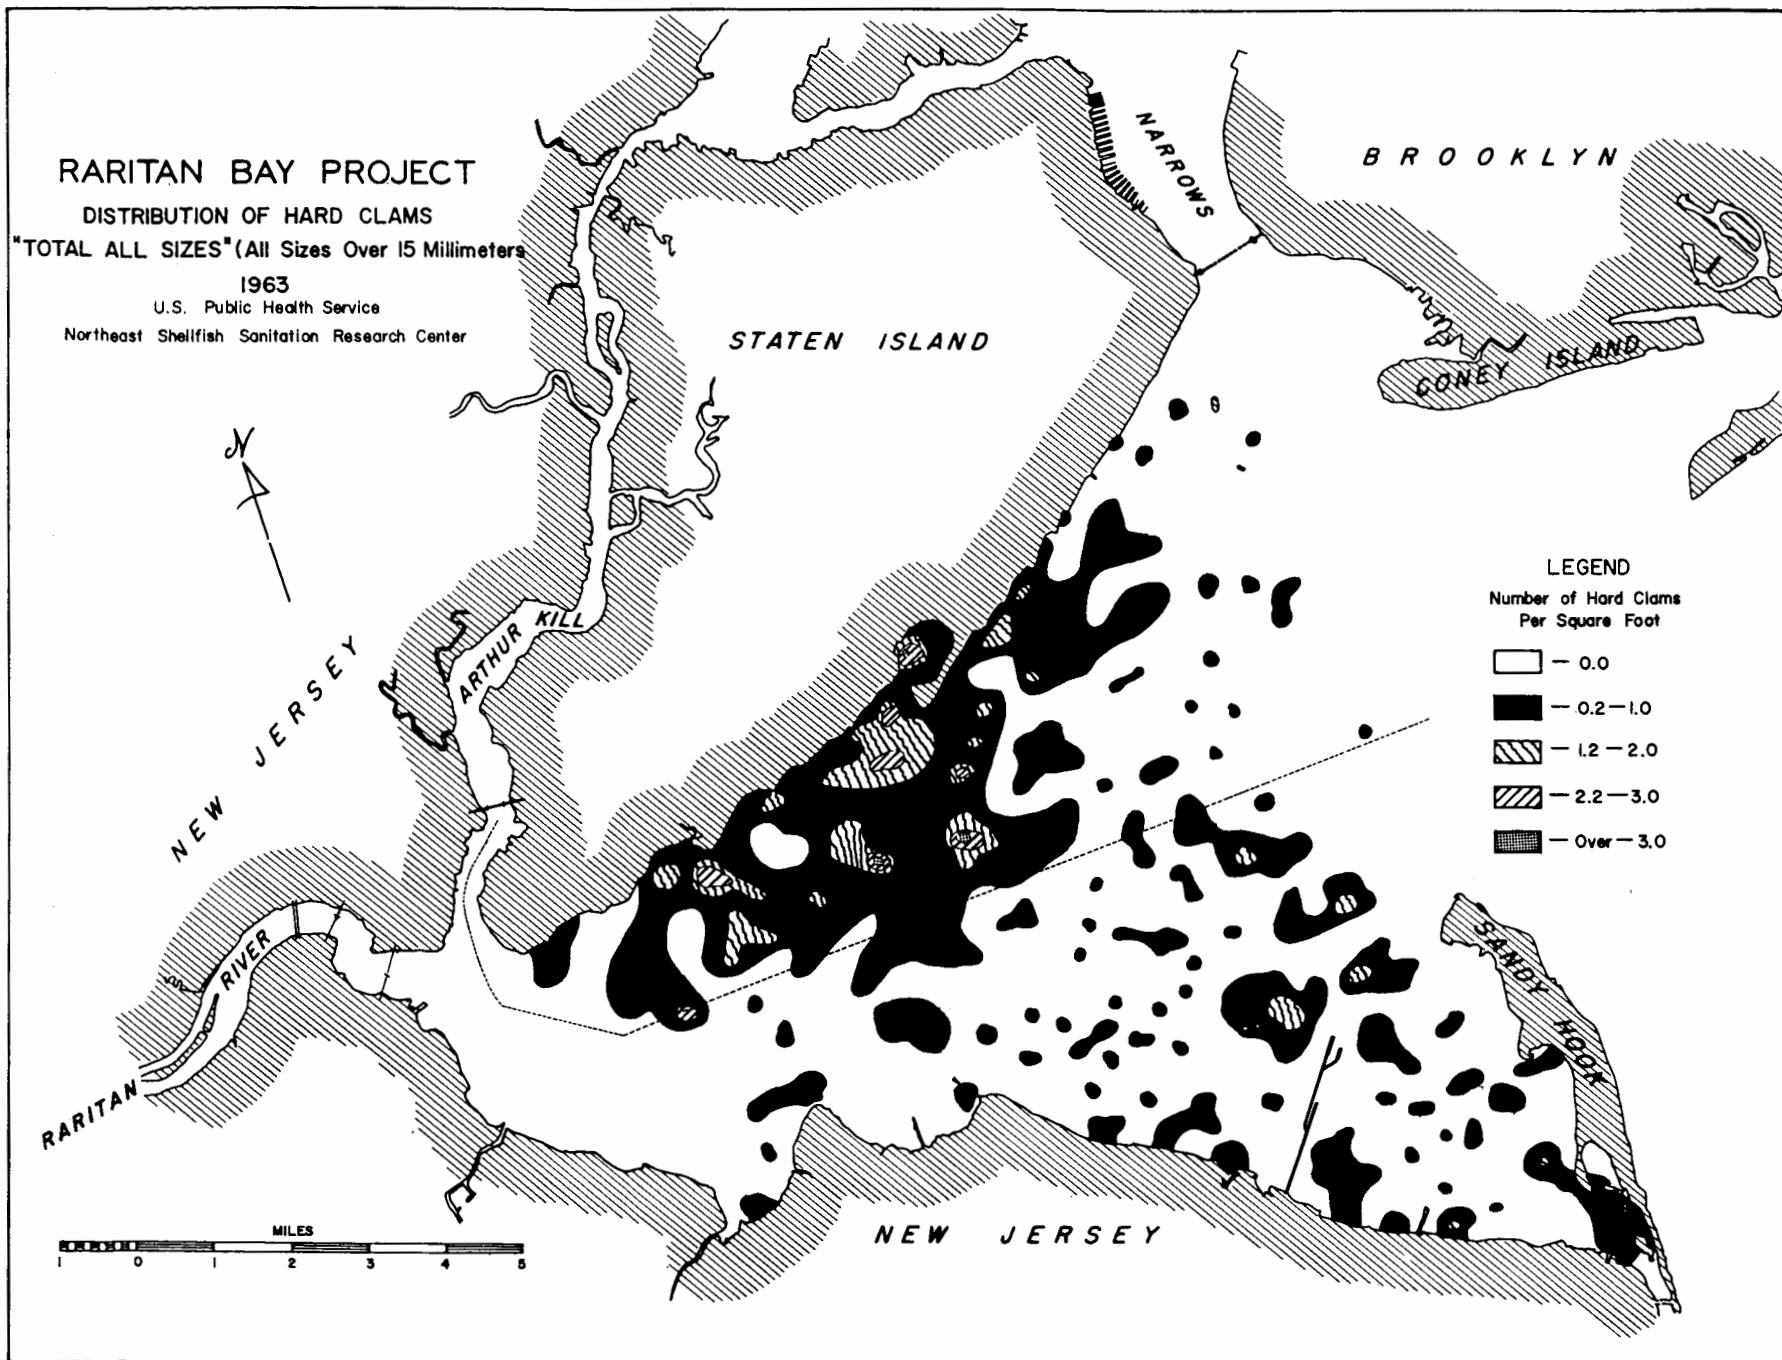 RARITAN BAY PROJECT
DISTRIBUTION OF HARD CLAMS
"TOTAL ALL SIZES" (All Sizes Over 15 Millimeters
1963
U.S. Public Health Service
Northeast Shellfish Sanitation Research Center
N
NARROWS
BROOKLYN
STATEN ISLAND
CONEY ISLAND
ARTHUR KILL
NEW JERSEY
LEGEND
Number of Hard Clams
Per Square Foot
— 0.0
— 0.2—1.0
— 1.2—2.0
— 2.2—3.0
— Over—3.0
SANDY HOOK
RARITAN RIVER
NEW JERSEY
MILES
1 0 1 2 3 4 5